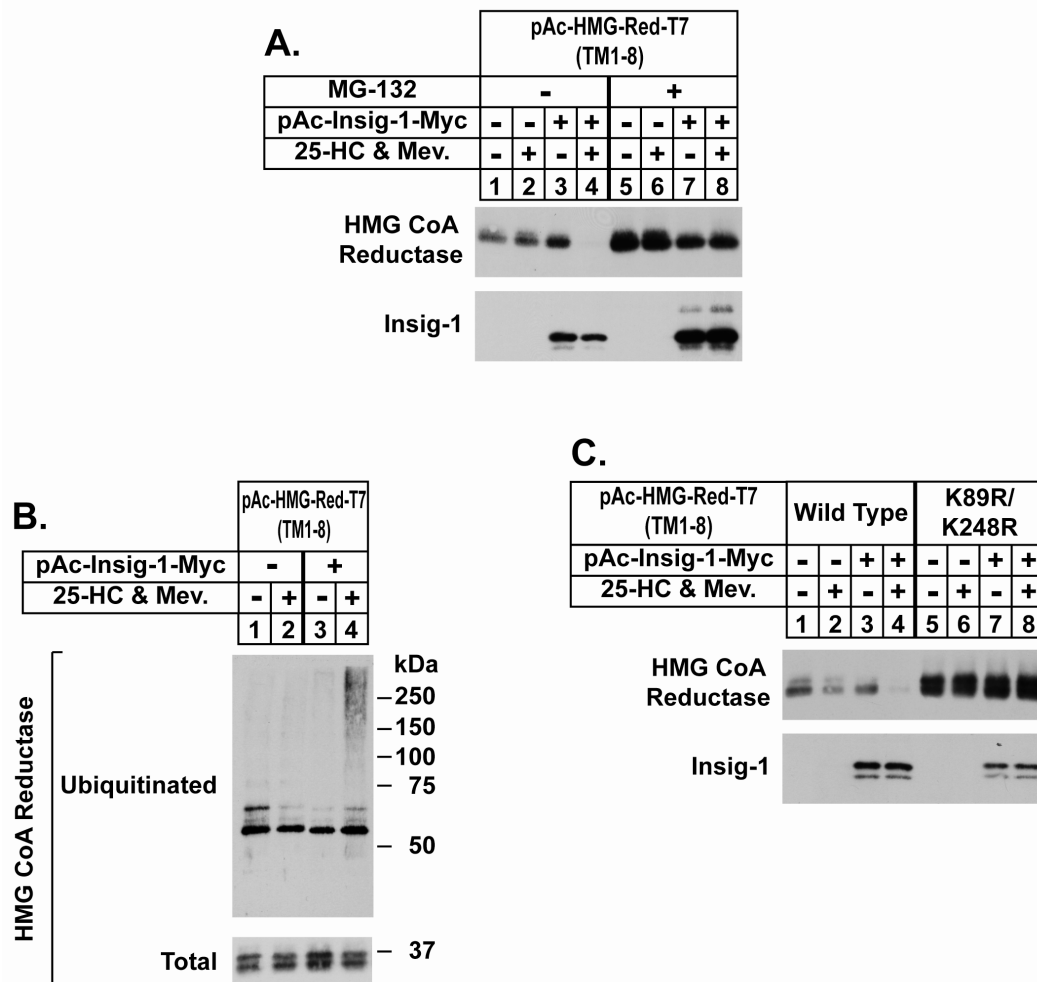 A.
pAc-HMG-Red-T7
(TM1-8)
MG-132 - +
pAc-Insig-1-Myc - - + + - - + +
25-HC & Mev. - + - + - + - +
1 2 3 4 5 6 7 8
HMG CoA
Reductase
Insig-1
B.
pAc-HMG-Red-T7
(TM1-8)
pAc-Insig-1-Myc - +
25-HC & Mev. - + - +
1 2 3 4
kDa
250
150
100
75
50
37
HMG CoA Reductase
Ubiquitinated
Total
C.
pAc-HMG-Red-T7
(TM1-8)
Wild Type
K89R/
K248R
pAc-Insig-1-Myc - - + + - - + +
25-HC & Mev. - + - + - + - +
1 2 3 4 5 6 7 8
HMG CoA
Reductase
Insig-1